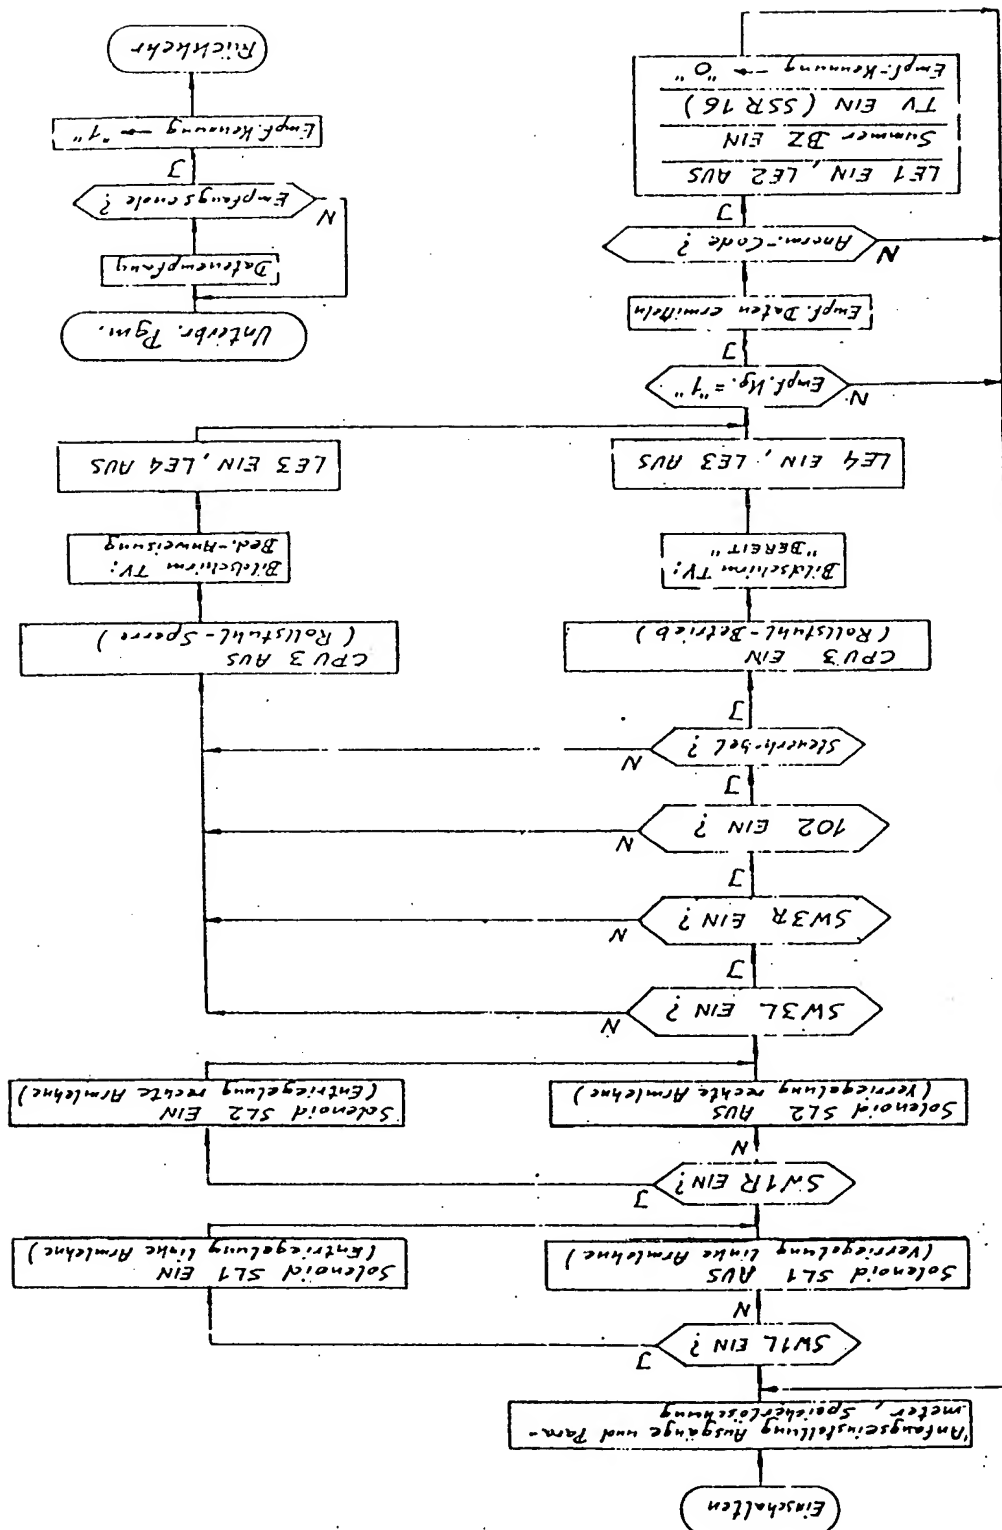 Einschalten
Anfangseinstellung Ausgänge und Para-
meter, Speicherlöschung
SW1L EIN ?
J
N
Solenoid SL1 AUS
(Verriegelung linke Armlehne)
Solenoid SL1 EIN
(Entriegelung linke Armlehne)
SW1R EIN?
J
N
Solenoid SL2 AUS
(Verriegelung rechte Armlehne)
Solenoid SL2 EIN
(Entriegelung rechte Armlehne)
SW3L EIN ?
N
J
SW3R EIN ?
N
J
102 EIN ?
N
J
Steuerhebel ?
N
J
CPU 3 EIN
(Rollstuhl-Betrieb)
CPU 3 AUS
(Rollstuhl-Sperre)
Bildschirm TV:
"BEREIT"
Bildschirm TV:
Bed.-Anweisung
LE4 EIN, LE3 AUS
LE3 EIN, LE4 AUS
Empf. Kg. = "1"
N
J
Empf. Daten ermitteln
Anorm.-Code ?
N
J
LE1 EIN, LE2 AUS
Summer BZ EIN
TV EIN (SSR 16)
Empf.-Kennung → "0"
Unterbr. Pgm.
Datenempfang
Empfangsende ?
N
J
Empf. Kennung → "1"
Rückkehr